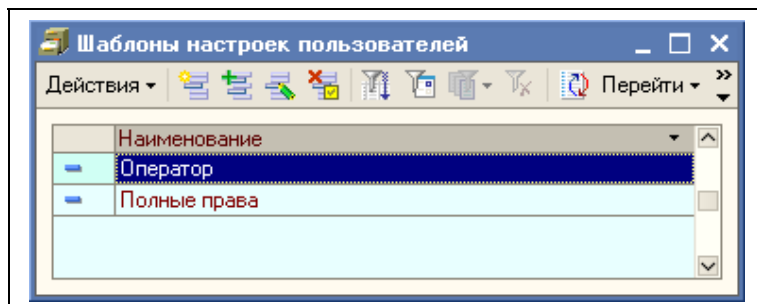 Шаблоны настроек пользователей
Действия Перейти
Наименование
Оператор
Полные права